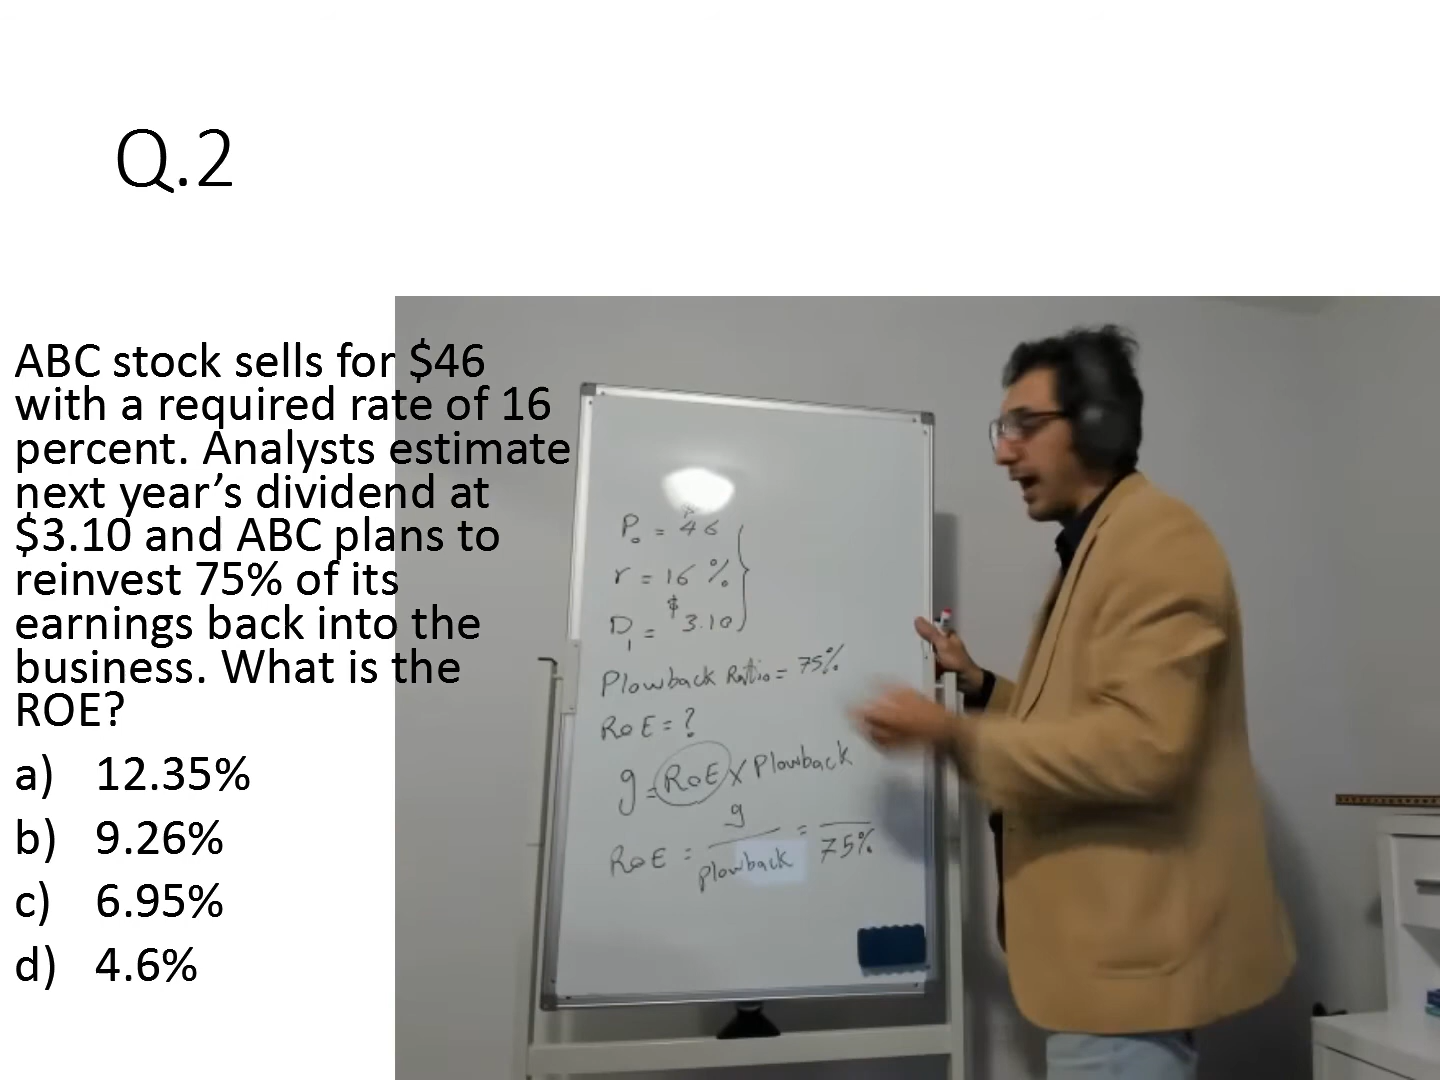 Q.2
ABC stock sells for $46
with a required rate of 16
percent. Analysts estimate
next year’s dividend at
$3.10 and ABC plans to
reinvest 75% of its
earnings back into the
business. What is the
ROE?
a) 12.35%
b) 9.26%
c) 6.95%
d) 4.6%
P₀ = $46
r = 16 %
D₁ = $3.10
Plowback Ratio = 75%
RoE = ?
g = RoE x Plowback
RoE = g / plowback = / 75%